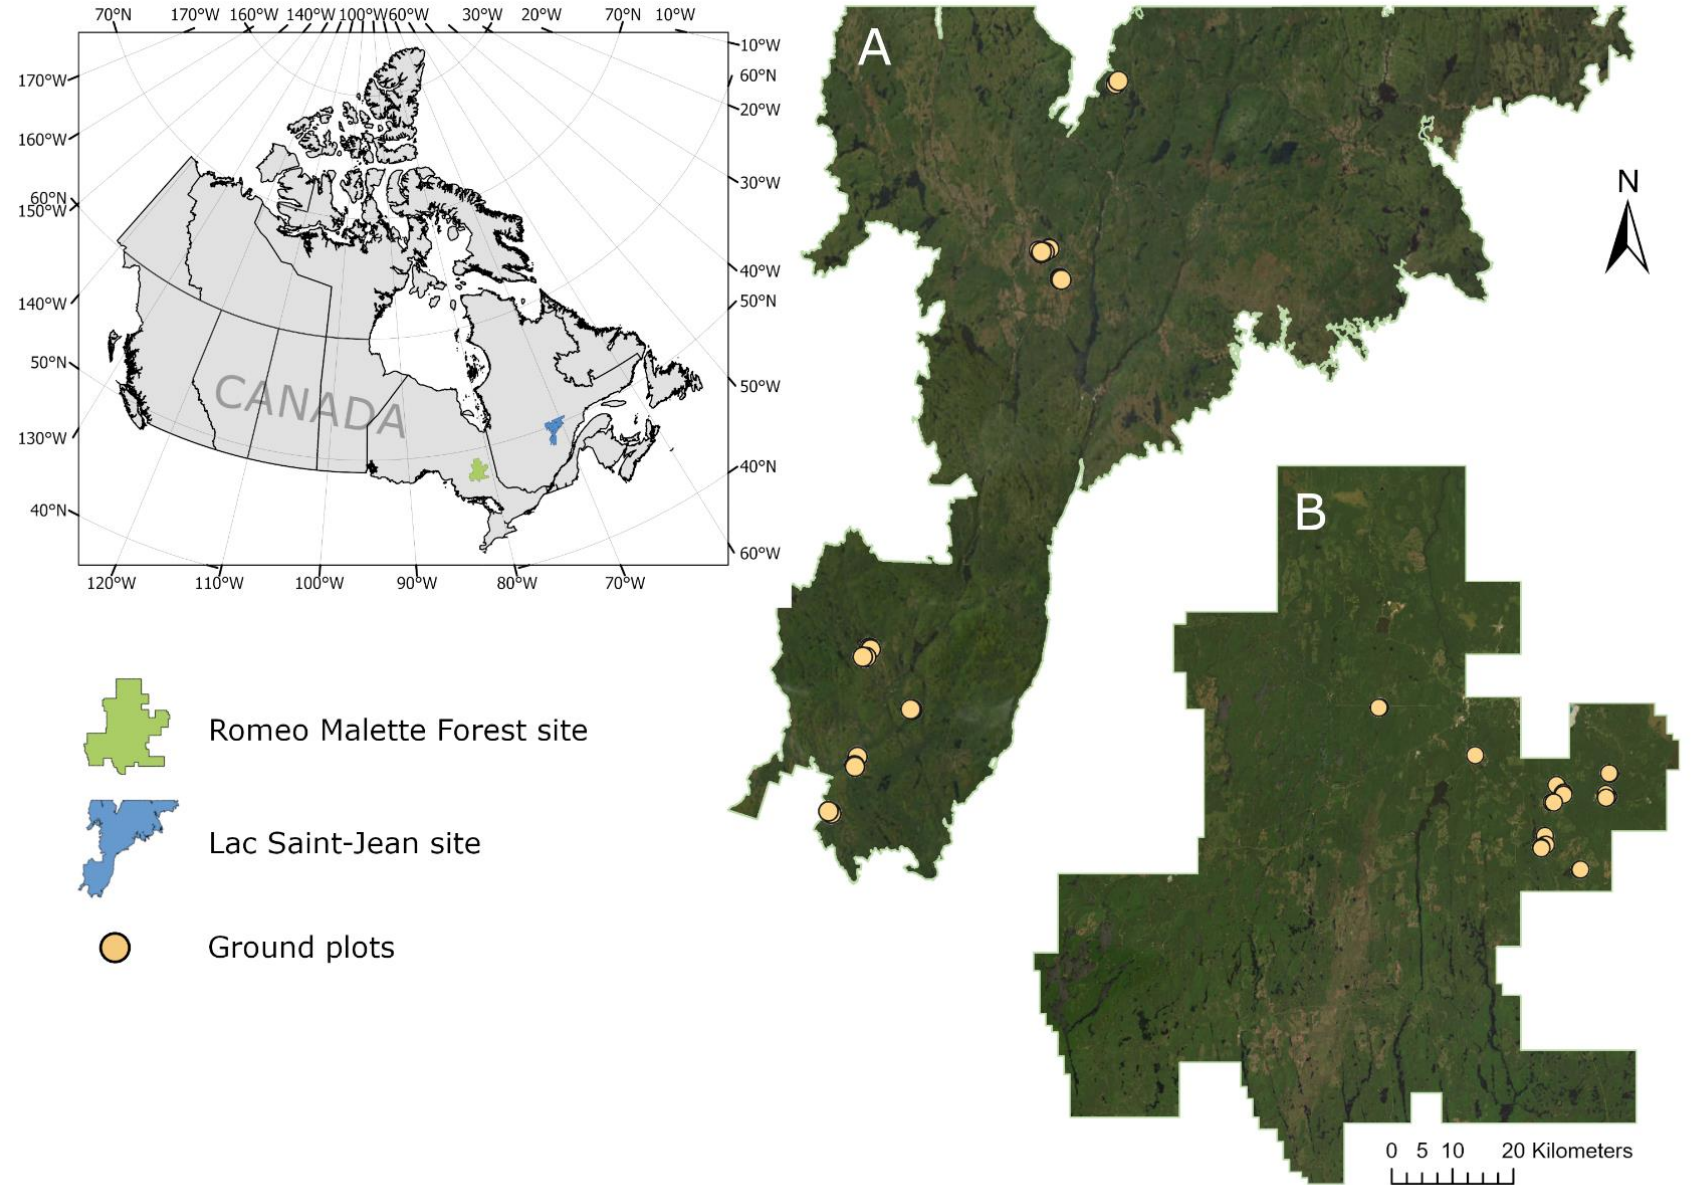 70°N 170°W 160°W 140°W 100°W 60°W 30°W 20°W 70°N 10°W
10°W
60°N
20°W
30°W
40°W
50°N
50°W
40°N
60°W
170°W
160°W
60°N
150°W
140°W
50°N
130°W
40°N
120°W 110°W 100°W 90°W 80°W 70°W
CANADA
A
N
B
Romeo Malette Forest site
Lac Saint-Jean site
Ground plots
0 5 10 20 Kilometers